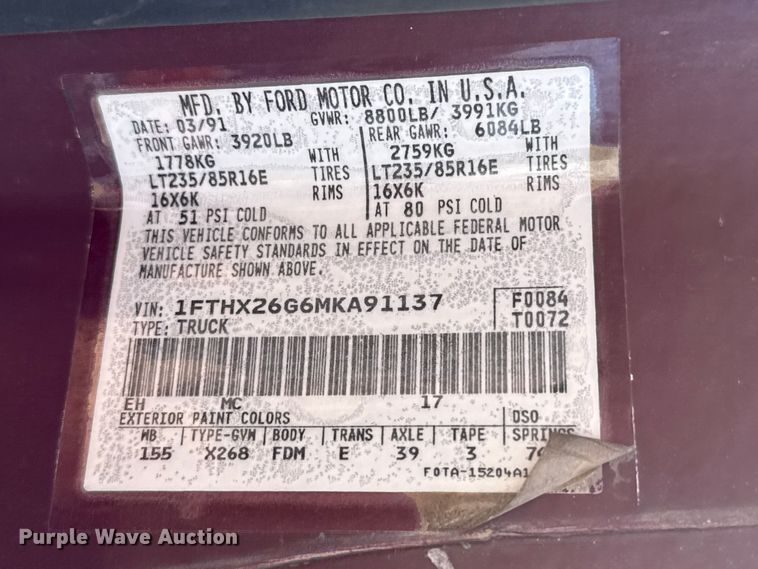 MFD. BY FORD MOTOR CO. IN U.S.A.
DATE: 03/91 GVWR: 8800LB/ 3991KG
FRONT GAWR: 3920LB REAR GAWR: 6084LB
1778KG WITH 2759KG WITH
LT235/85R16E TIRES LT235/85R16E TIRES
16X6K RIMS 16X6K RIMS
AT 51 PSI COLD AT 80 PSI COLD
THIS VEHICLE CONFORMS TO ALL APPLICABLE FEDERAL MOTOR
VEHICLE SAFETY STANDARDS IN EFFECT ON THE DATE OF
MANUFACTURE SHOWN ABOVE.
VIN: 1FTHX26G6MKA91137 F0084
TYPE: TRUCK T0072
EH MC 17
EXTERIOR PAINT COLORS DSO
WB TYPE-GVW BODY TRANS AXLE TAPE SPRINGS
155 X268 FDM E 39 3
F0TA-15204A1
Purple Wave Auction